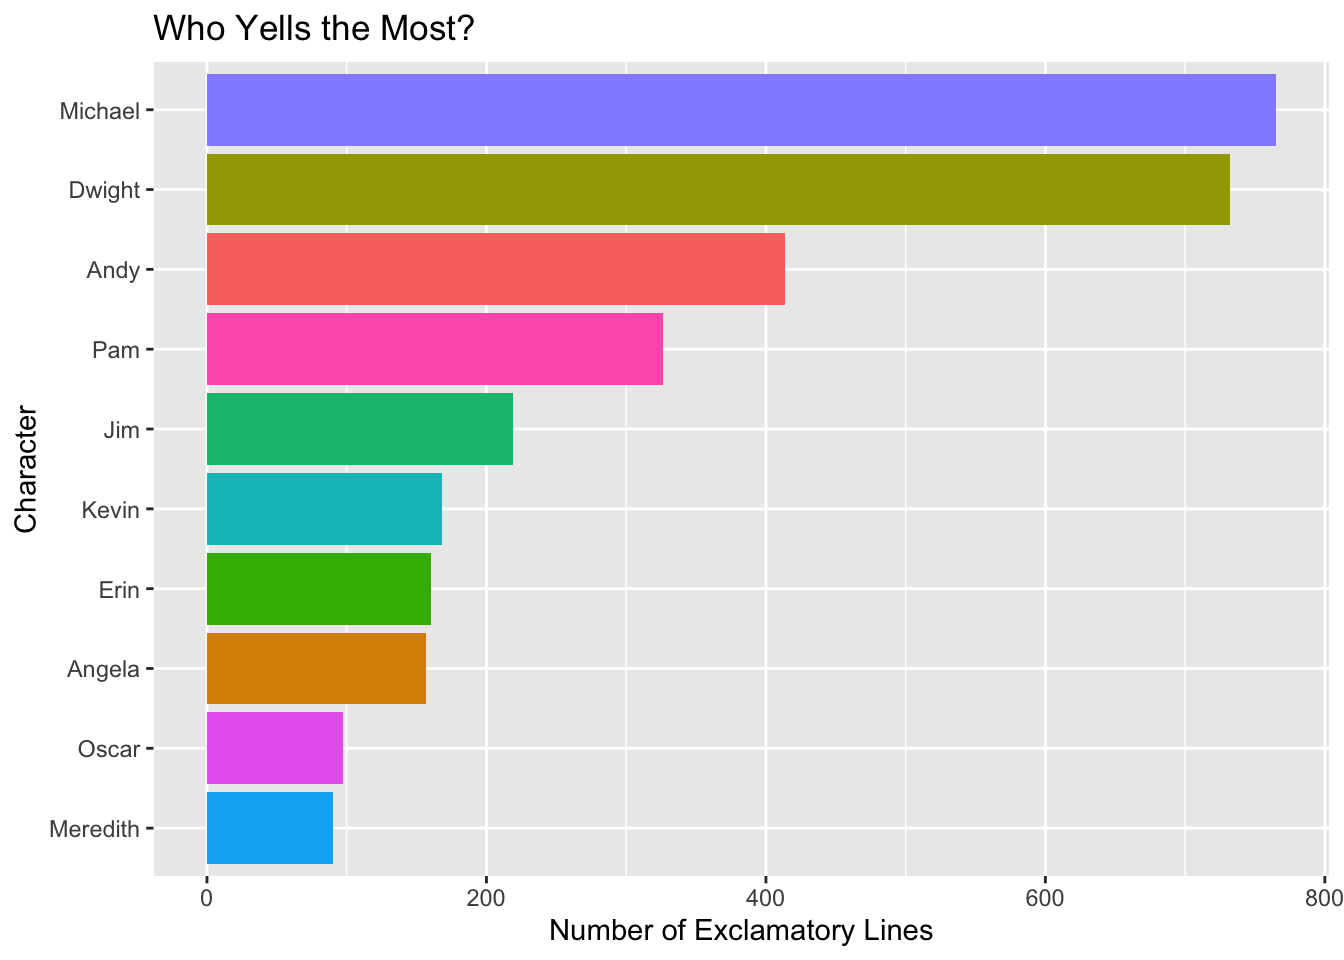 Who Yells the Most?
Michael
Dwight
Andy
Pam
Jim
Kevin
Erin
Angela
Oscar
Meredith
Character
0 200 400 600 800
Number of Exclamatory Lines